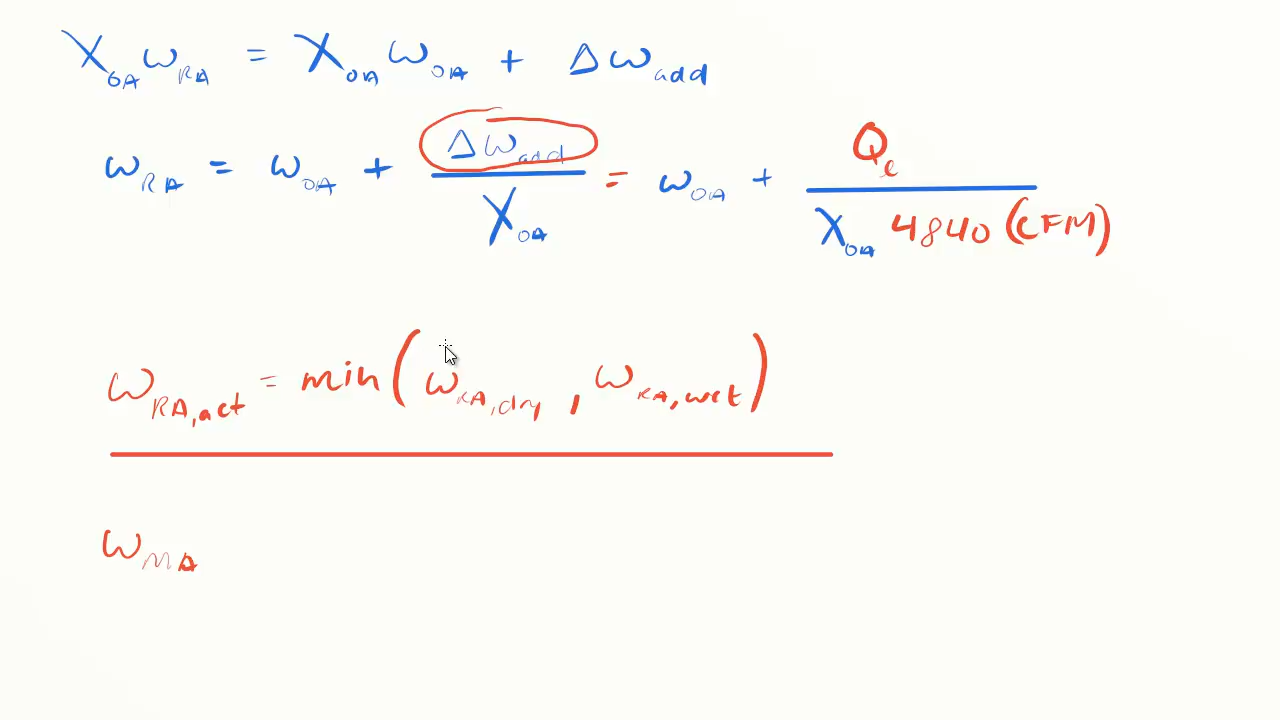 X_OA ω_RA = X_OA ω_OA + Δω_add
ω_RA = ω_OA + Δω_add / X_OA = ω_OA + Q_e / X_OA 4840 (CFM)
ω_RA,act = min(ω_RA,dry, ω_RA,wet)
ω_MA